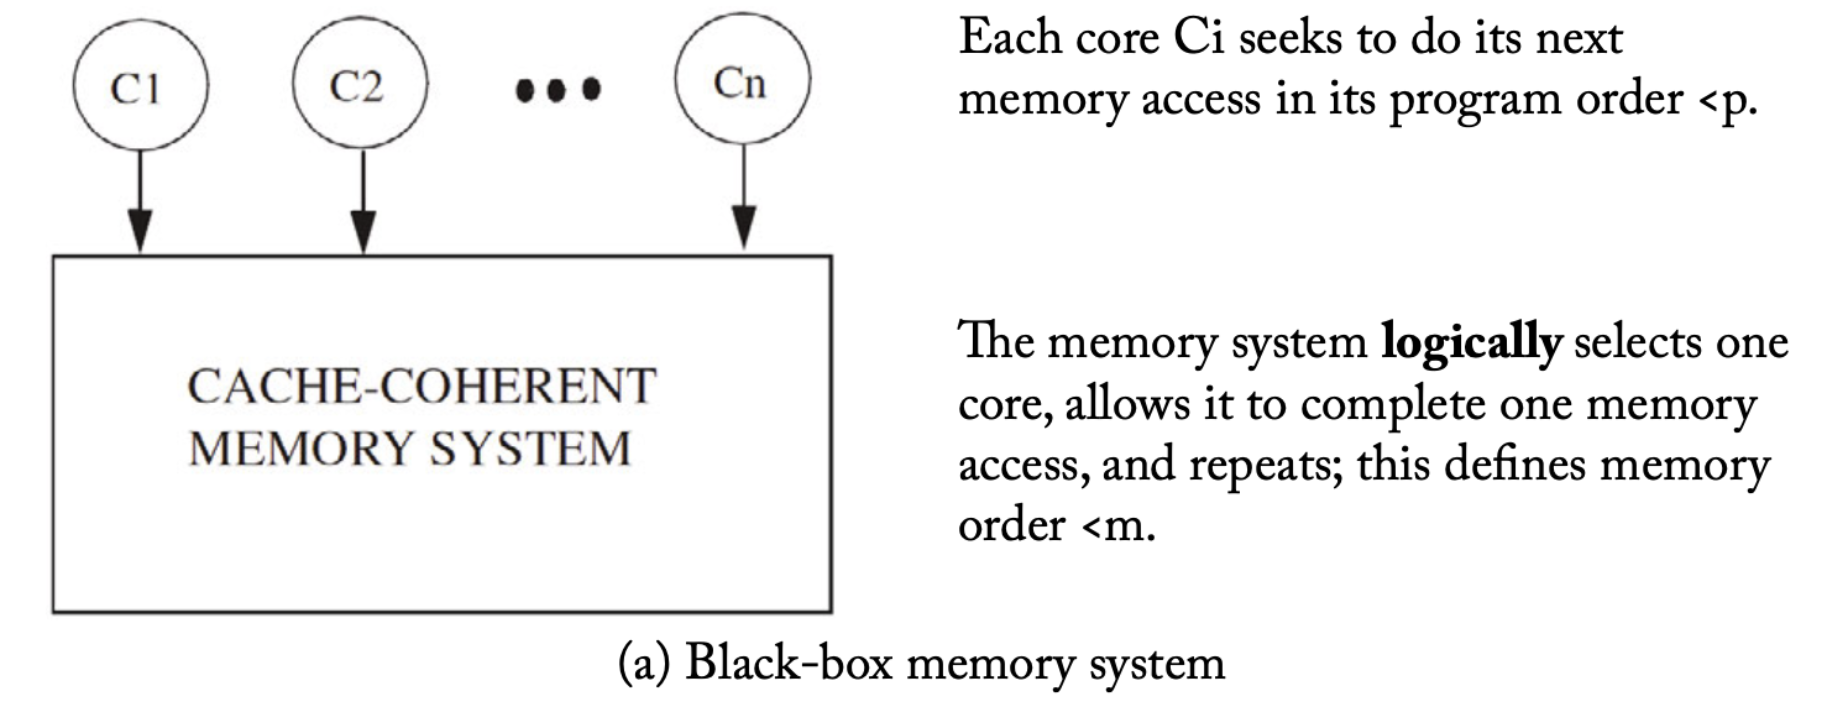 C1
C2
Cn
Each core Ci seeks to do its next
memory access in its program order <p.
CACHE-COHERENT
MEMORY SYSTEM
The memory system logically selects one
core, allows it to complete one memory
access, and repeats; this defines memory
order <m.
(a) Black-box memory system